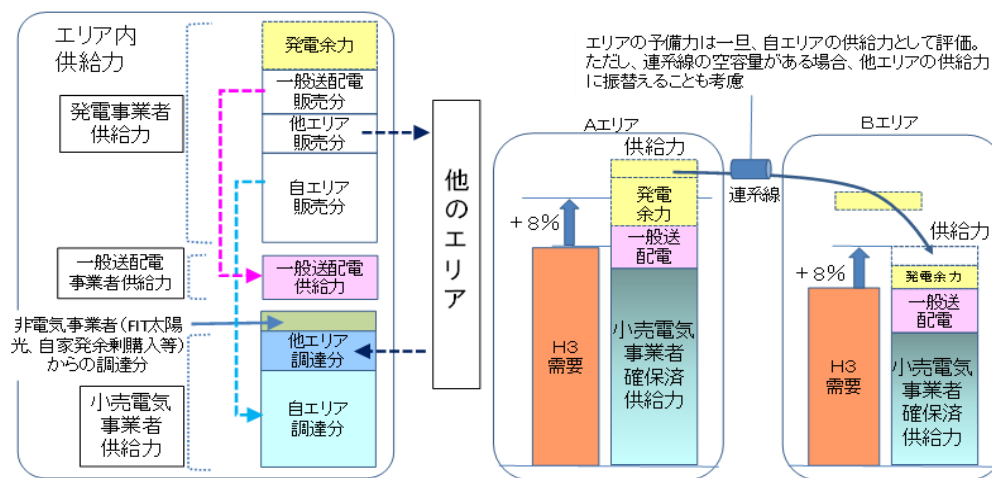 エリア内
供給力
発電事業者
供給力
一般送配電
事業者供給力
非電気事業者(FIT太陽
光、自家発余剰購入等)
からの調達分
小売電気
事業者
供給力
発電余力
一般送配電
販売分
他エリア
販売分
自エリア
販売分
一般送配電
供給力
他エリア
調達分
自エリア
調達分
他のエリア
エリアの予備力は一旦、自エリアの供給力として評価。
ただし、連系線の空容量がある場合、他エリアの供給力
に振替えることも考慮
Aエリア
供給力
+8%
発電
余力
一般送
配電
H3
需要
小売電気
事業者
確保済
供給力
連系線
Bエリア
供給力
+8%
発電余力
一般送
配電
H3
需要
小売電気
事業者
確保済
供給力